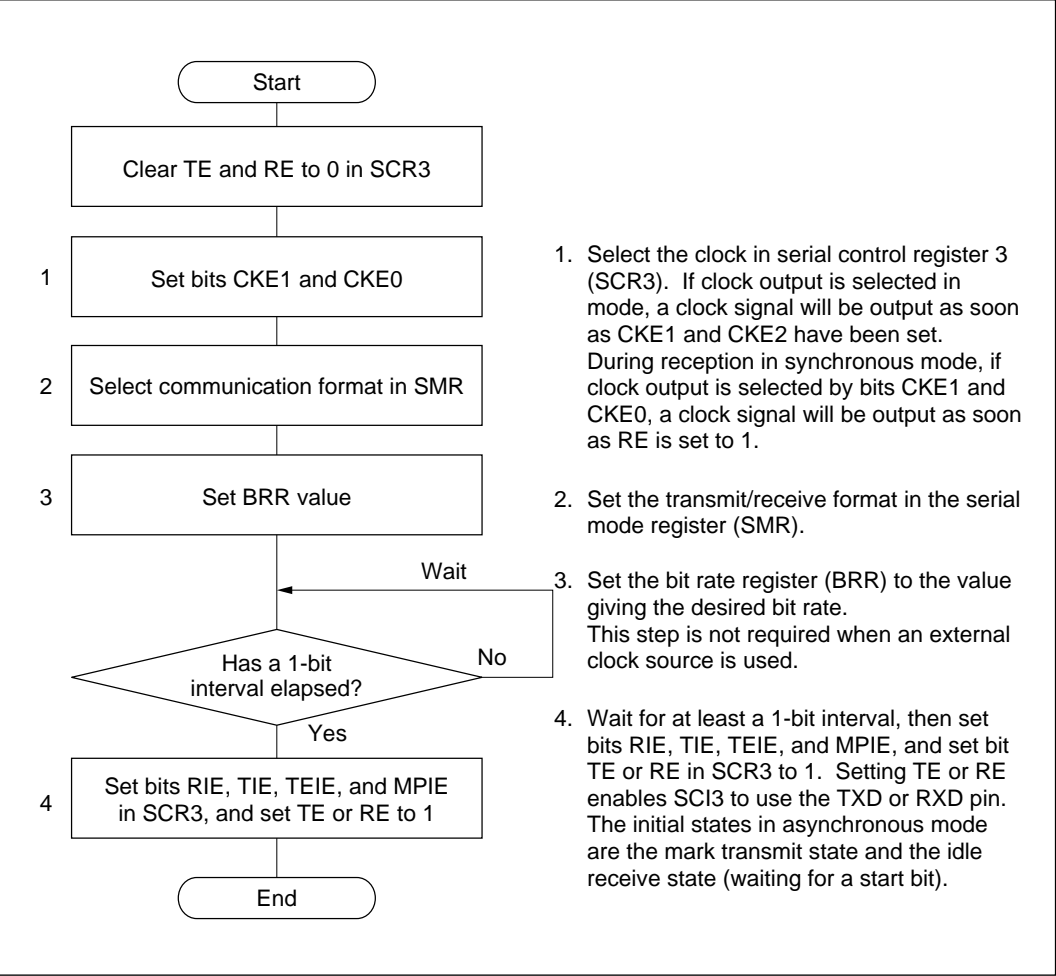 Start
Clear TE and RE to 0 in SCR3
1
Set bits CKE1 and CKE0
2
Select communication format in SMR
3
Set BRR value
Wait
Has a 1-bit
interval elapsed?
No
Yes
4
Set bits RIE, TIE, TEIE, and MPIE
in SCR3, and set TE or RE to 1
End
1. Select the clock in serial control register 3
(SCR3).  If clock output is selected in
mode, a clock signal will be output as soon
as CKE1 and CKE2 have been set.
During reception in synchronous mode, if
clock output is selected by bits CKE1 and
CKE0, a clock signal will be output as soon
as RE is set to 1.
2. Set the transmit/receive format in the serial
mode register (SMR).
3. Set the bit rate register (BRR) to the value
giving the desired bit rate.
This step is not required when an external
clock source is used.
4. Wait for at least a 1-bit interval, then set
bits RIE, TIE, TEIE, and MPIE, and set bit
TE or RE in SCR3 to 1.  Setting TE or RE
enables SCI3 to use the TXD or RXD pin.
The initial states in asynchronous mode
are the mark transmit state and the idle
receive state (waiting for a start bit).